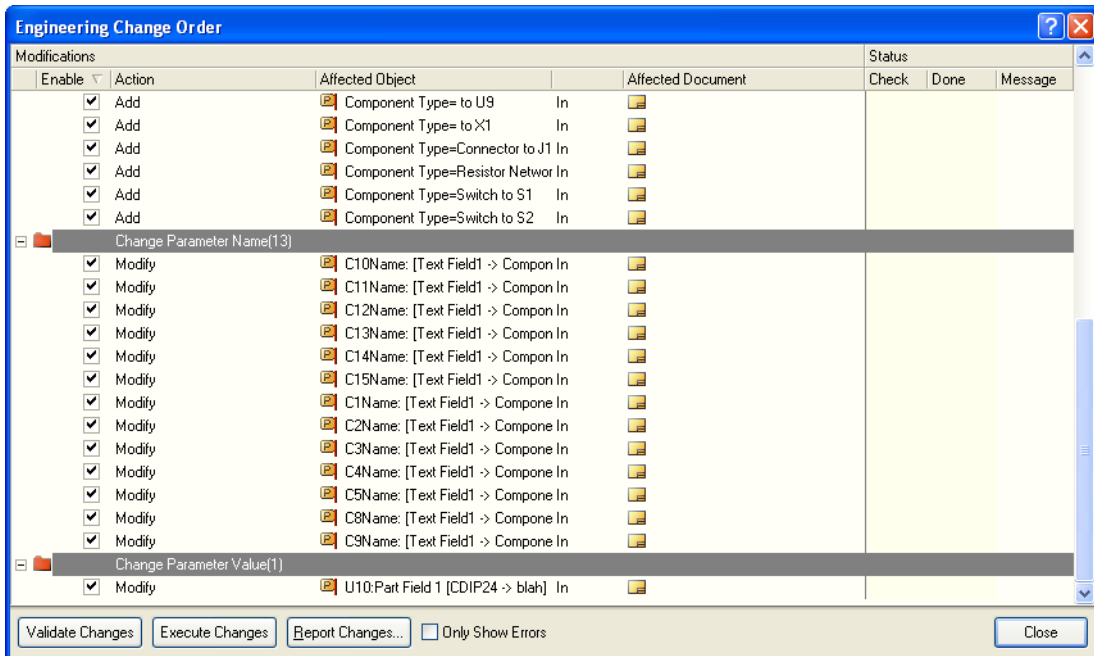 Engineering Change Order
Modifications Status
Enable Action Affected Object Affected Document Check Done Message
Add Component Type= to U9 In
Add Component Type= to X1 In
Add Component Type=Connector to J1 In
Add Component Type=Resistor Networ In
Add Component Type=Switch to S1 In
Add Component Type=Switch to S2 In
Change Parameter Name(13)
Modify C10Name: [Text Field1 -> Compon In
Modify C11Name: [Text Field1 -> Compon In
Modify C12Name: [Text Field1 -> Compon In
Modify C13Name: [Text Field1 -> Compon In
Modify C14Name: [Text Field1 -> Compon In
Modify C15Name: [Text Field1 -> Compon In
Modify C1Name: [Text Field1 -> Compone In
Modify C2Name: [Text Field1 -> Compone In
Modify C3Name: [Text Field1 -> Compone In
Modify C4Name: [Text Field1 -> Compone In
Modify C5Name: [Text Field1 -> Compone In
Modify C8Name: [Text Field1 -> Compone In
Modify C9Name: [Text Field1 -> Compone In
Change Parameter Value(1)
Modify U10:Part Field 1 [CDIP24 -> blah] In
Validate Changes Execute Changes Report Changes... Only Show Errors Close